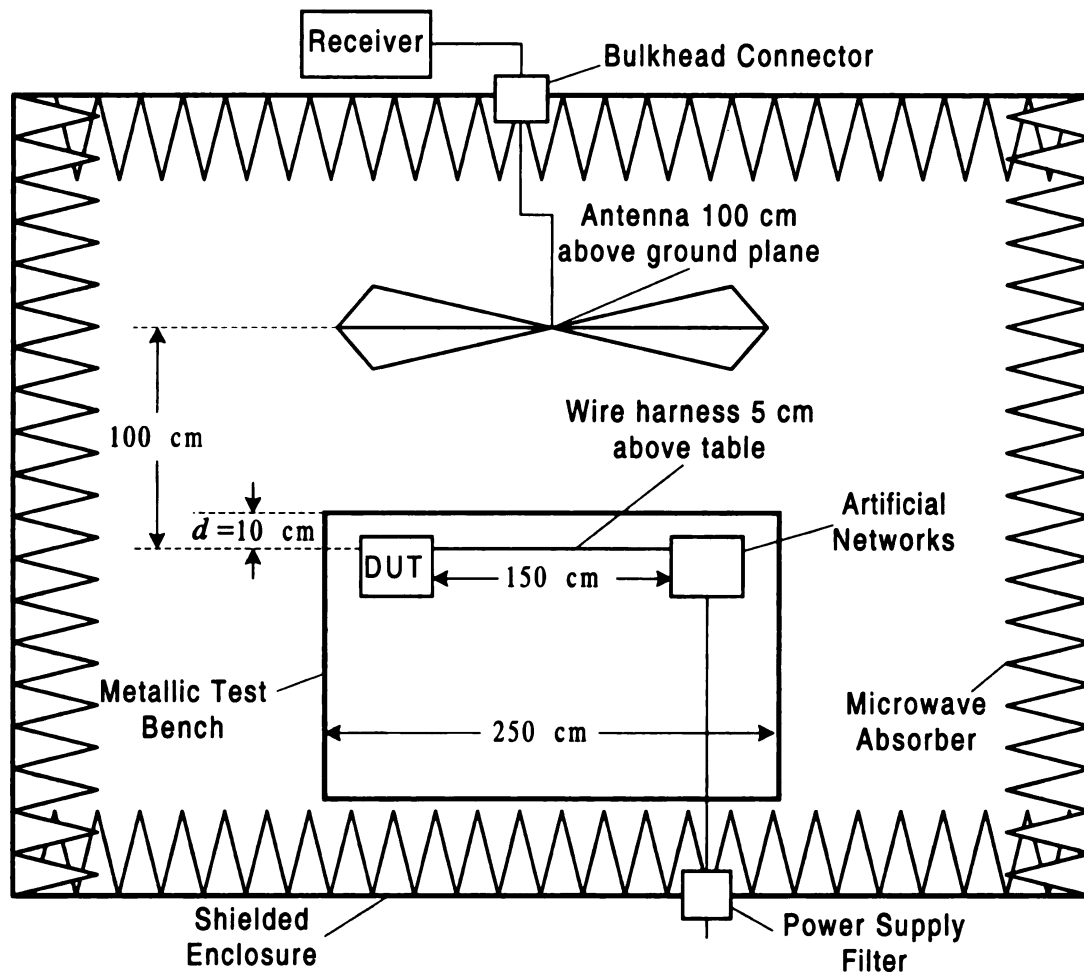 Receiver
Bulkhead Connector
Antenna 100 cm
above ground plane
100 cm
Wire harness 5 cm
above table
d =10 cm
Artificial
Networks
DUT
150 cm
Metallic Test
Bench
250 cm
Microwave
Absorber
Shielded
Enclosure
Power Supply
Filter